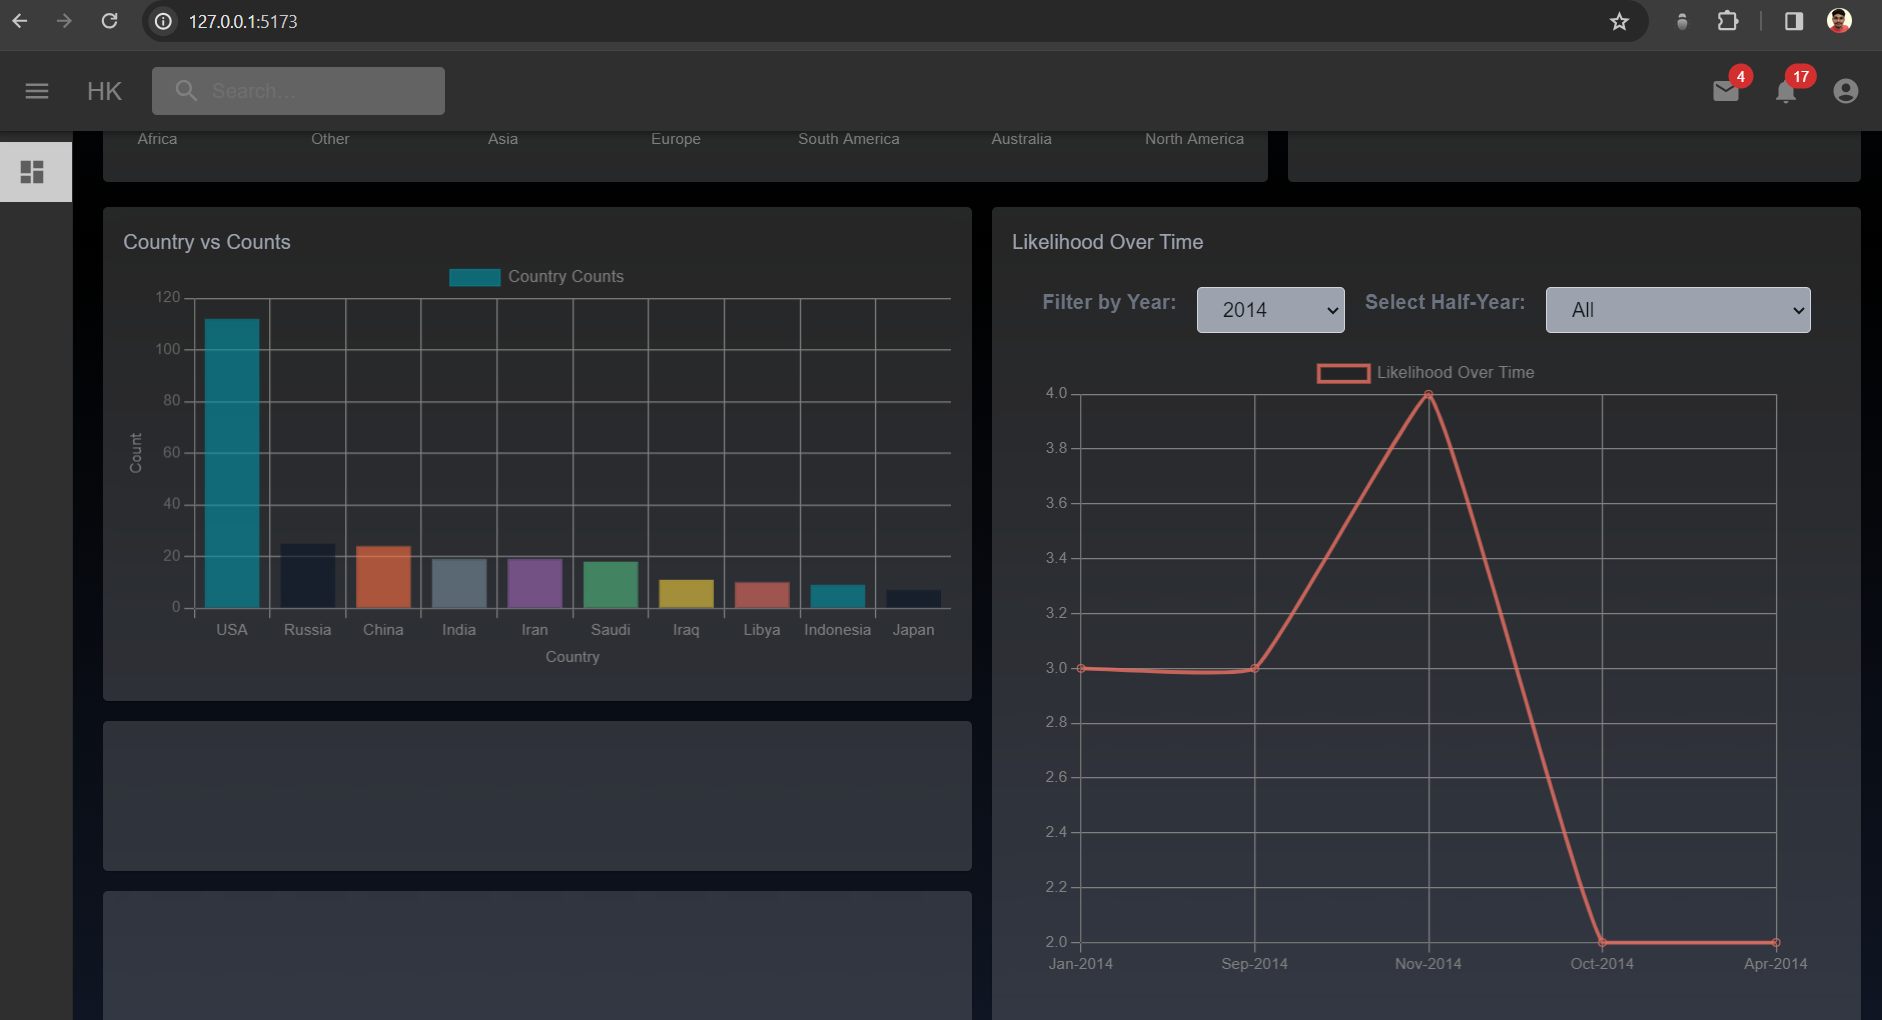 127.0.0.1:5173
HK
Search...
4
17
Africa Other Asia Europe South America Australia North America
Country vs Counts
Country Counts
120
100
80
60
40
20
0
Count
USA Russia China India Iran Saudi Iraq Libya Indonesia Japan
Country
Likelihood Over Time
Filter by Year: 2014 Select Half-Year: All
Likelihood Over Time
4.0
3.8
3.6
3.4
3.2
3.0
2.8
2.6
2.4
2.2
2.0
Jan-2014 Sep-2014 Nov-2014 Oct-2014 Apr-2014